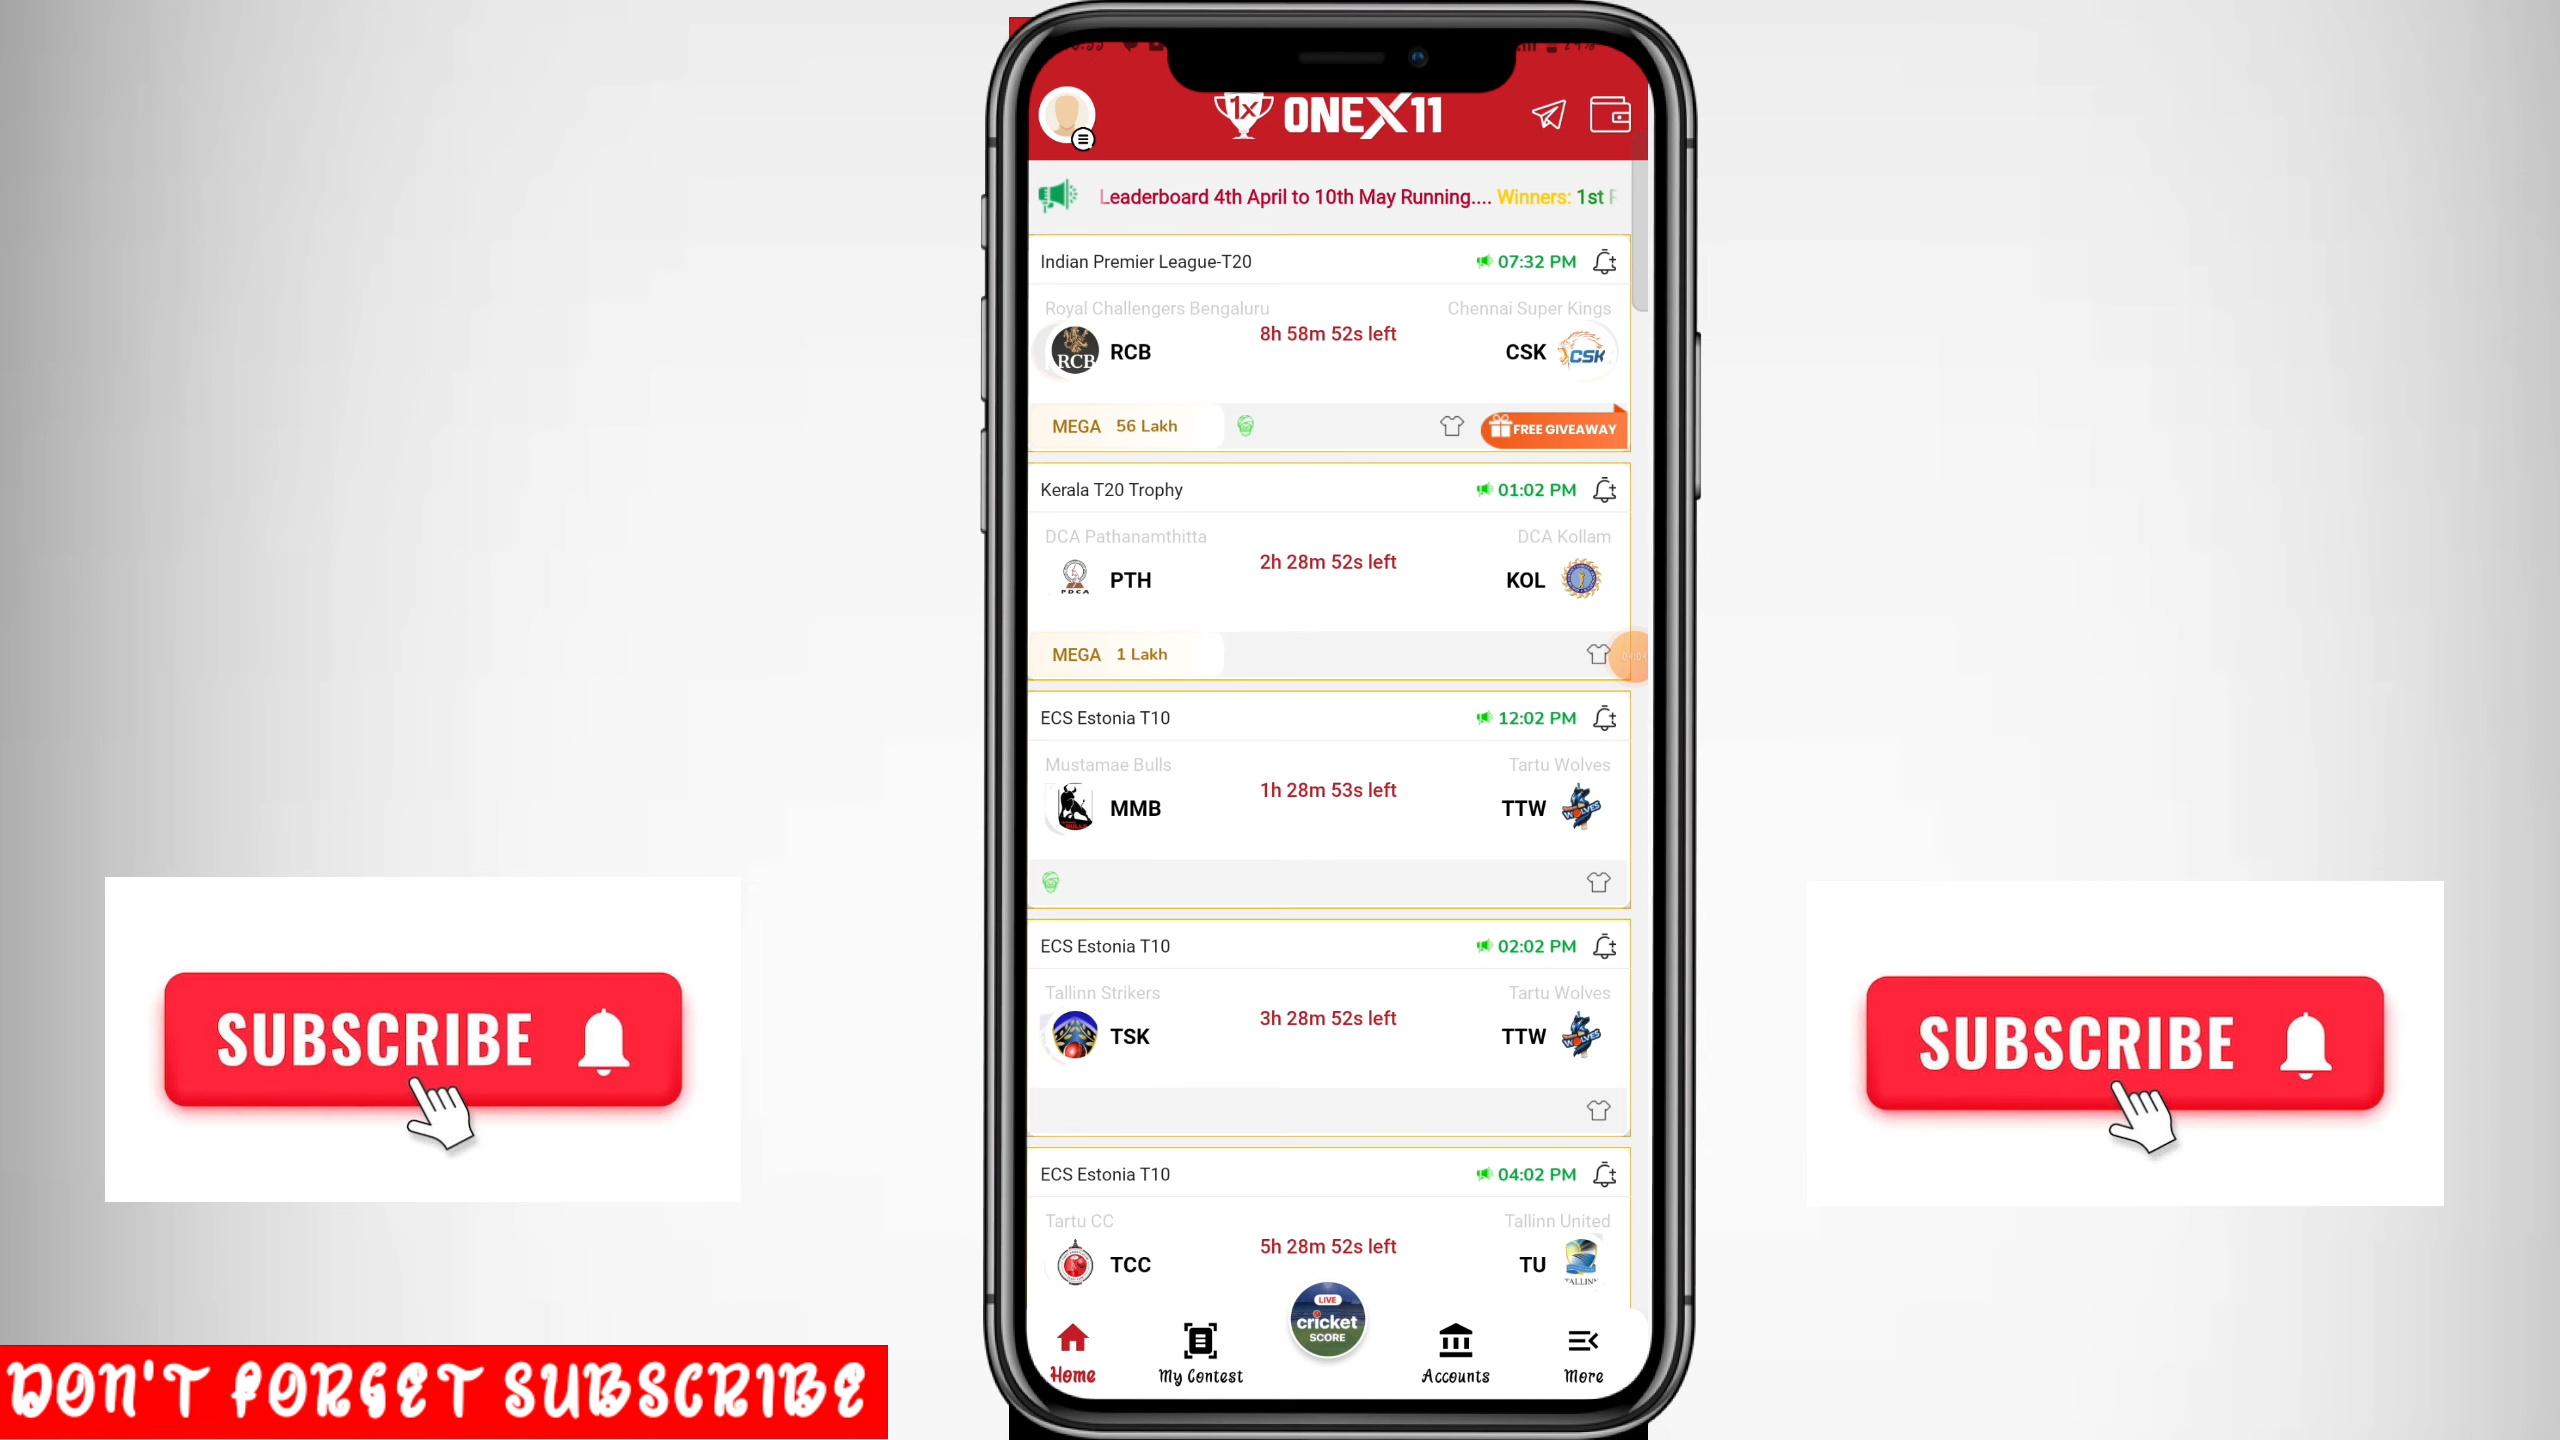 1X ONEX11
Leaderboard 4th April to 10th May Running.... Winners: 1st
Indian Premier League-T20 07:32 PM
Royal Challengers Bengaluru Chennai Super Kings
8h 58m 52s left
RCB RCB CSK CSK
MEGA 56 Lakh FREE GIVEAWAY
Kerala T20 Trophy 01:02 PM
DCA Pathanamthitta DCA Kollam
2h 28m 52s left
PTH KOL
PDCA
MEGA 1 Lakh
ECS Estonia T10 12:02 PM
Mustamae Bulls Tartu Wolves
1h 28m 53s left
MMB TTW WOLVES
ECS Estonia T10 02:02 PM
Tallinn Strikers Tartu Wolves
3h 28m 52s left
TSK TTW WOLVES
ECS Estonia T10 04:02 PM
Tartu CC Tallinn United
5h 28m 52s left
TCC TU
LIVE
cricket
SCORE
Home My Contest Accounts More
SUBSCRIBE
SUBSCRIBE
DON'T FORGET SUBSCRIBE